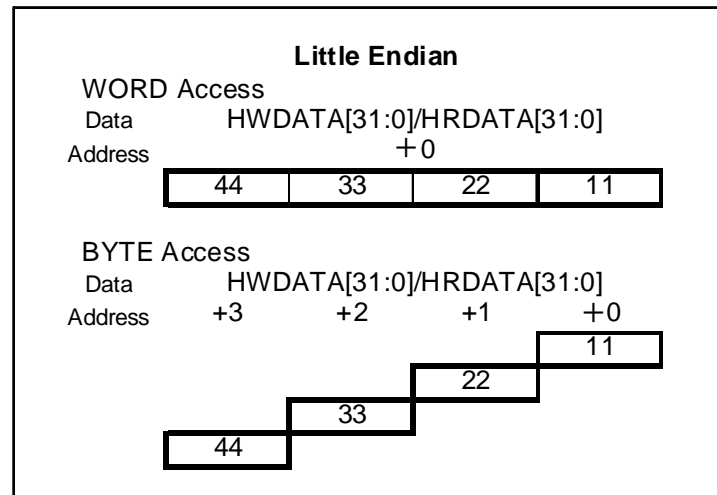 Little Endian
WORD Access
Data HWDATA[31:0]/HRDATA[31:0]
Address +0
44 33 22 11
BYTE Access
Data HWDATA[31:0]/HRDATA[31:0]
Address +3 +2 +1 +0
11
22
33
44